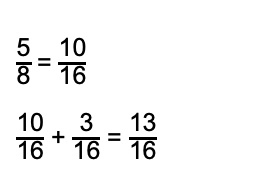 5/8 = 10/16
10/16 + 3/16 = 13/16